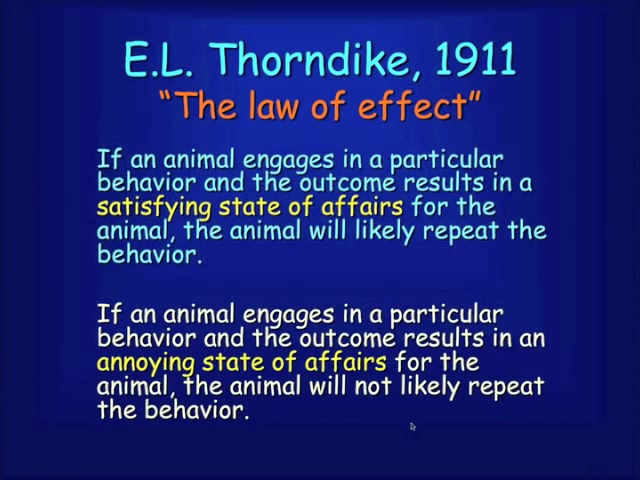 E.L. Thorndike, 1911
“The law of effect”
If an animal engages in a particular
behavior and the outcome results in a
satisfying state of affairs for the
animal, the animal will likely repeat the
behavior.
If an animal engages in a particular
behavior and the outcome results in an
annoying state of affairs for the
animal, the animal will not likely repeat
the behavior.